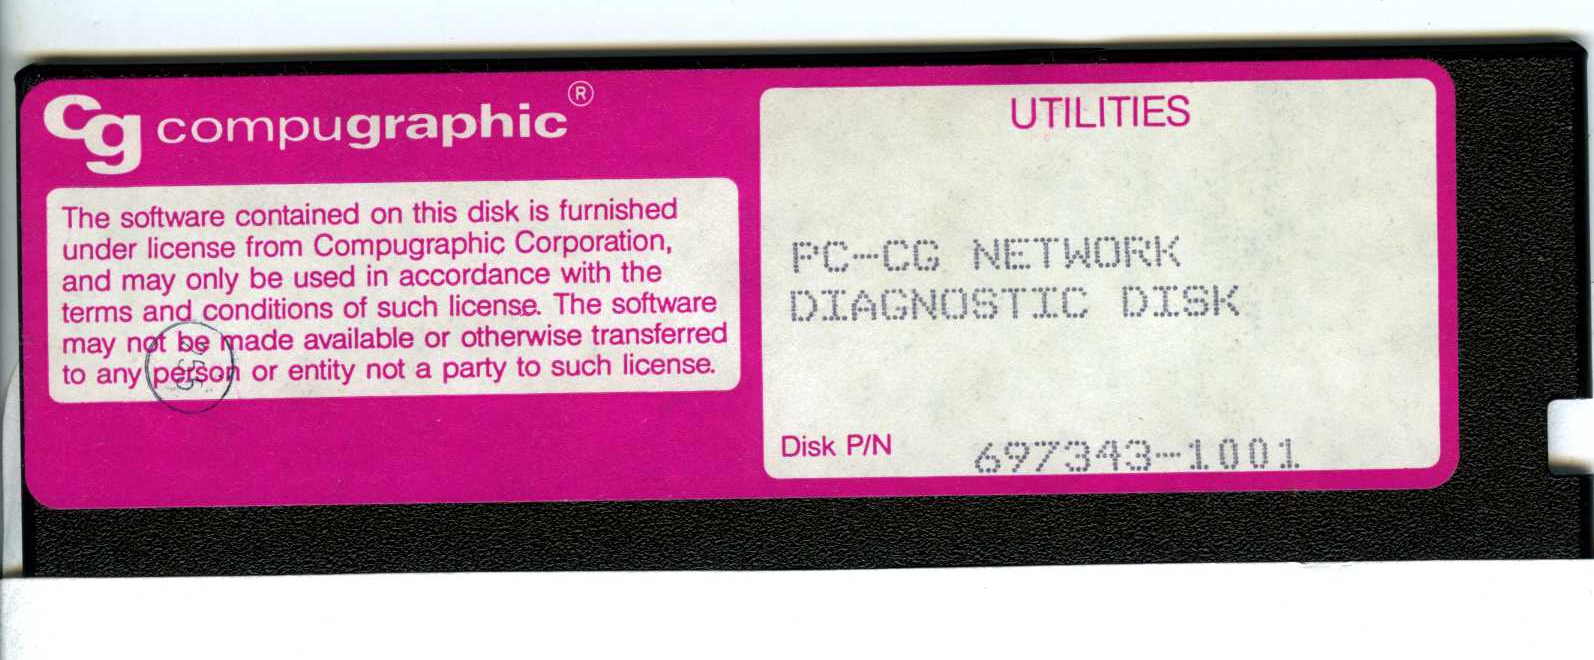 cg compugraphic®
The software contained on this disk is furnished
under license from Compugraphic Corporation,
and may only be used in accordance with the
terms and conditions of such license. The software
may not be made available or otherwise transferred
to any person or entity not a party to such license.
255
UTILITIES
PC-CG NETWORK
DIAGNOSTIC DISK
Disk P/N 697343-1001